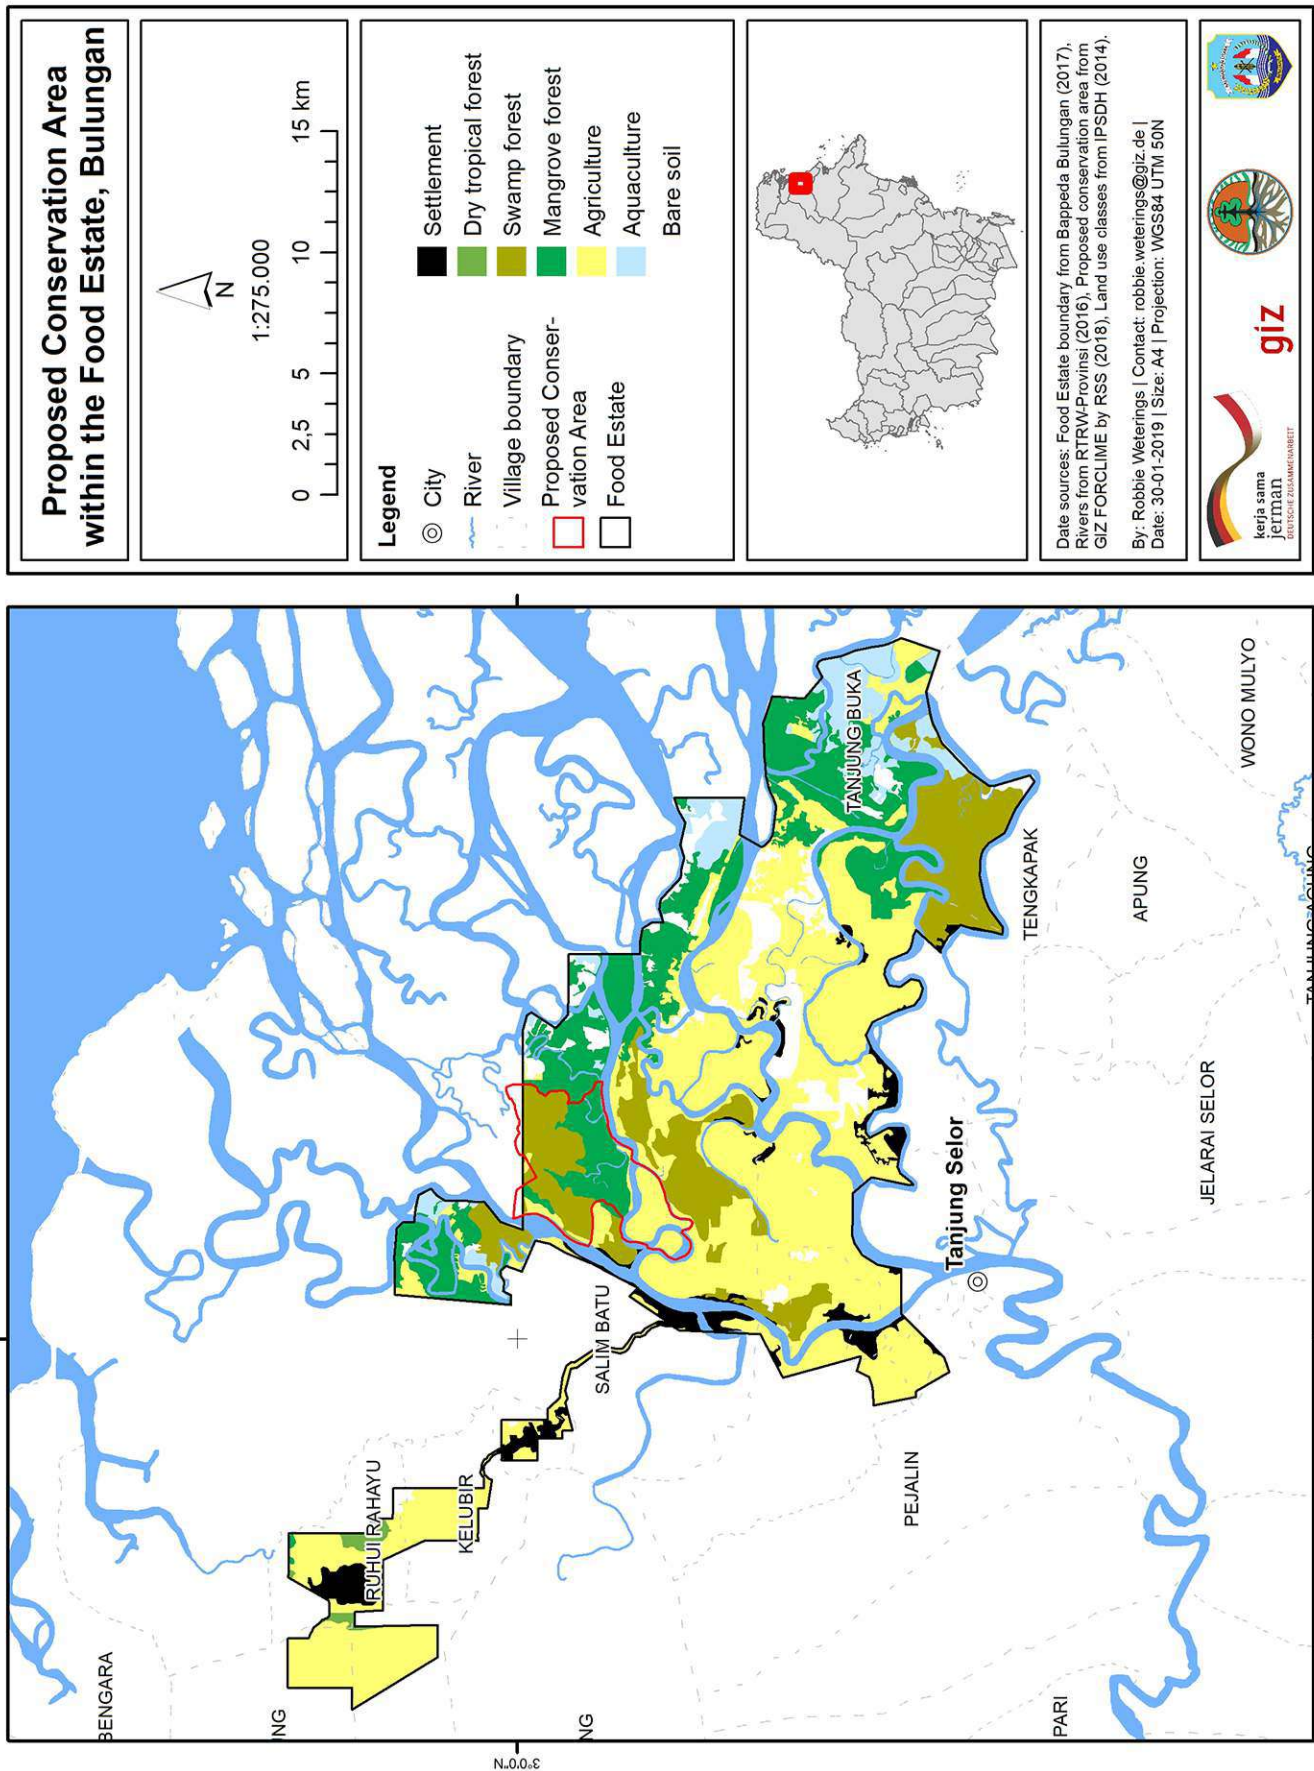 Proposed Conservation Area
within the Food Estate, Bulungan
N
1:275.000
0 2,5 5 10 15 km
Legend
City
River
Village boundary
Proposed Conser-
vation Area
Food Estate
Settlement
Dry tropical forest
Swamp forest
Mangrove forest
Agriculture
Aquaculture
Bare soil
Date sources: Food Estate boundary from Bappeda Bulungan (2017),
Rivers from RTRW-Provinsi (2016), Proposed conservation area from
GIZ FORCLIME by RSS (2018), Land use classes from IPSDH (2014).
By: Robbie Weterings | Contact: robbie.weterings@giz.de |
Date: 30-01-2019 | Size: A4 | Projection: WGS84 UTM 50N
kerja sama
jerman
DEUTSCHE ZUSAMMENARBEIT
giz
BENGARA
NG
RUHUI RAHAYU
KELUBIR
NG
SALIM BATU
TANJUNG BUKA
PEJALIN
Tanjung Selor
TENGKAPAK
PARI
APUNG
JELARAI SELOR
WONO MULYO
TANJUNG AGUNG
3°0'0"N